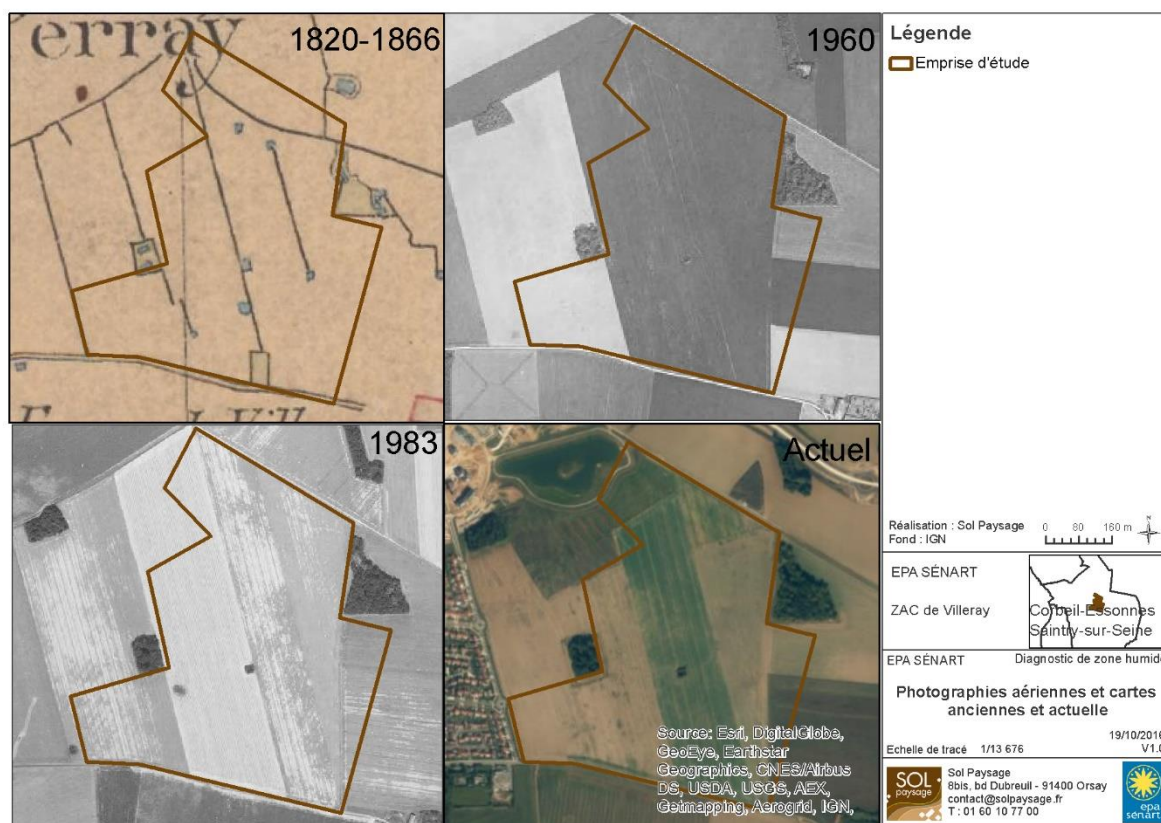 erray
1820-1866
1960
1983
Actuel
Source: Esri, DigitalGlobe,
GeoEye, Earthstar
Geographics, CNES/Airbus
DS, USDA, USGS, AEX,
Getmapping, Aerogrid, IGN,
Légende
Emprise d'étude
Réalisation : Sol Paysage
Fond : IGN
0 80 160 m
N
EPA SÉNART
ZAC de Villeray
Corbeil-Essonnes
Saintry-sur-Seine
EPA SÉNART Diagnostic de zone humide
Photographies aériennes et cartes
anciennes et actuelle
19/10/2016
Echelle de tracé 1/13 676 V1.0
SOL
paysage
Sol Paysage
8bis, bd Dubreuil - 91400 Orsay
contact@solpaysage.fr
T : 01 60 10 77 00
epa
sénart